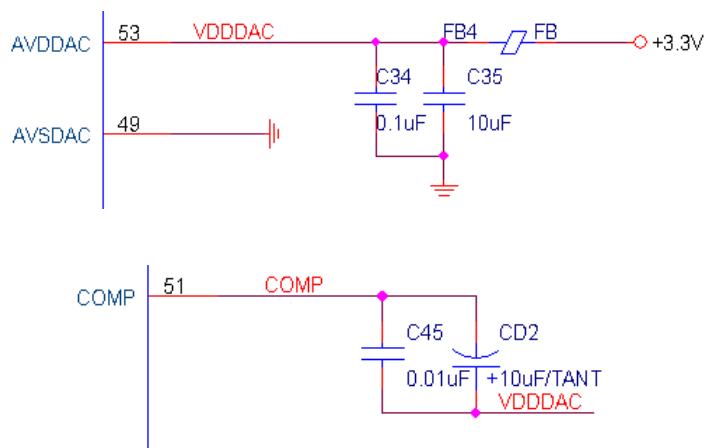 AVDDAC 53 VDDDAC FB4 FB +3.3V
C34 C35
0.1uF 10uF
AVSDAC 49
COMP 51 COMP
C45 CD2
0.01uF +10uF/TANT
VDDDAC